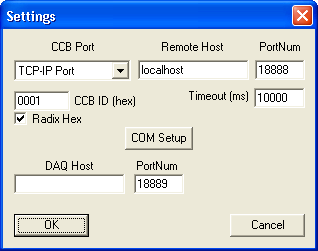 Settings
CCB Port Remote Host PortNum
TCP-IP Port localhost 18888
0001 CCB ID (hex) Timeout (ms) 10000
Radix Hex
COM Setup
DAQ Host PortNum
18889
OK Cancel